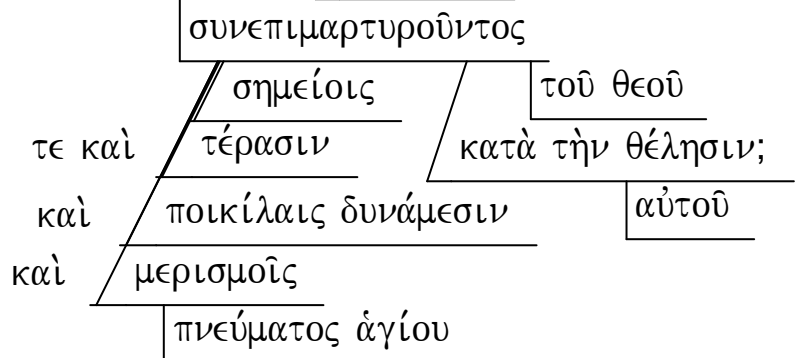 συνεπιμαρτυροῦντος
σημείοις
τοῦ θεοῦ
τε καὶ
τέρασιν
κατὰ τὴν θέλησιν;
καὶ
ποικίλαις δυνάμεσιν
αὐτοῦ
καὶ
μερισμοῖς
πνεύματος ἁγίου